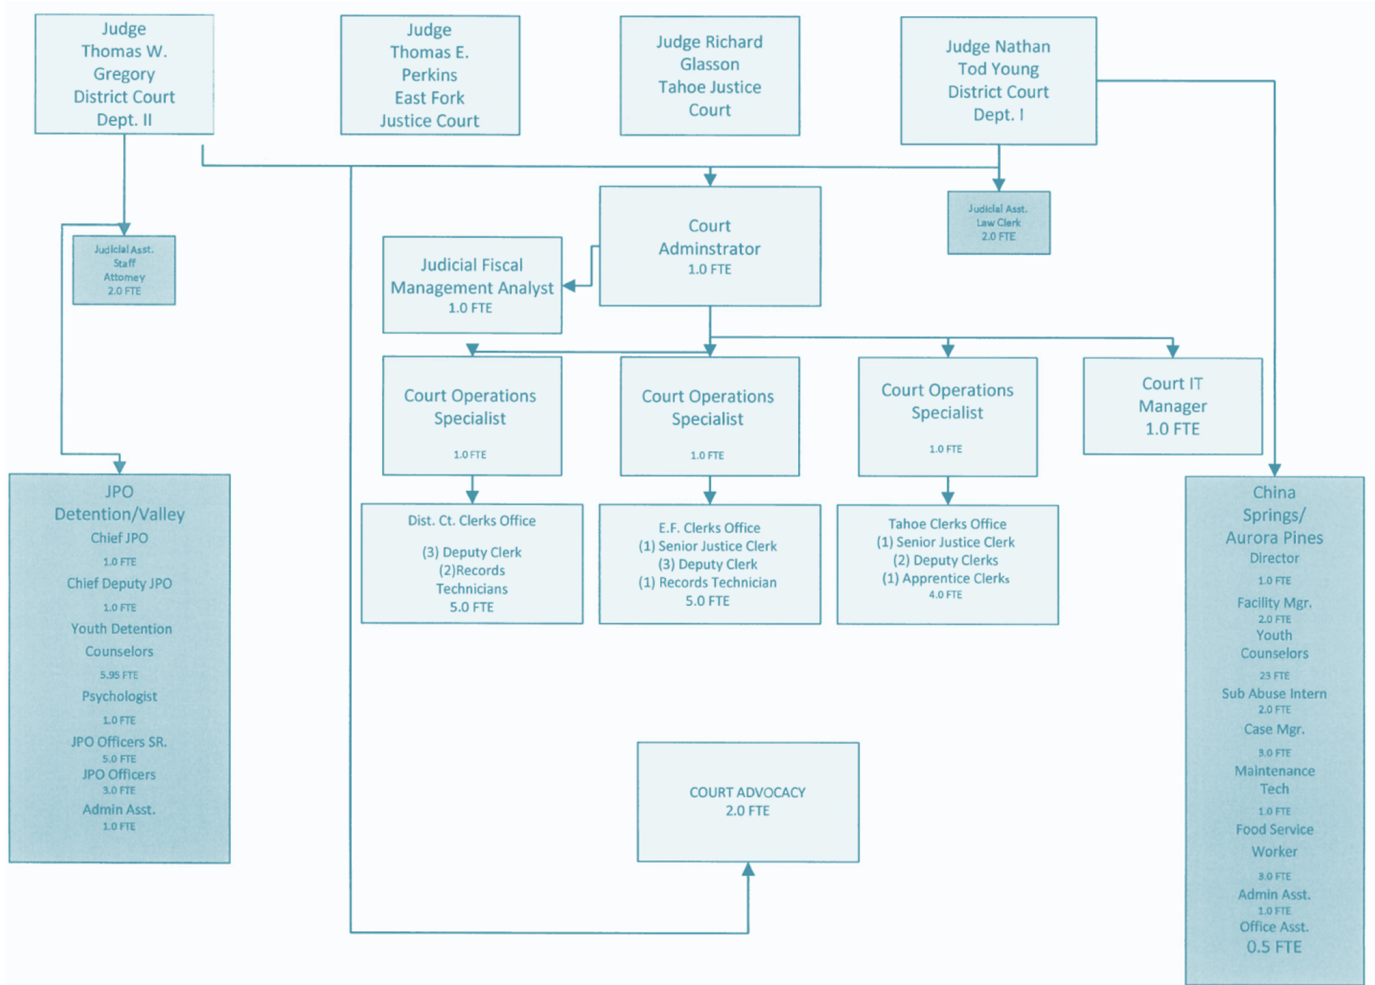 Judge
Thomas W.
Gregory
District Court
Dept. II
Judge
Thomas E.
Perkins
East Fork
Justice Court
Judge Richard
Glasson
Tahoe Justice
Court
Judge Nathan
Tod Young
District Court
Dept. I
Judicial Asst.
Staff
Attorney
2.0 FTE
Judicial Fiscal
Management Analyst
1.0 FTE
Court
Adminstrator
1.0 FTE
Judicial Asst.
Law Clerk
2.0 FTE
Court Operations
Specialist
1.0 FTE
Court Operations
Specialist
1.0 FTE
Court Operations
Specialist
1.0 FTE
Court IT
Manager
1.0 FTE
Dist. Ct. Clerks Office
(3) Deputy Clerk
(2)Records
Technicians
5.0 FTE
E.F. Clerks Office
(1) Senior Justice Clerk
(3) Deputy Clerk
(1) Records Technician
5.0 FTE
Tahoe Clerks Office
(1) Senior Justice Clerk
(2) Deputy Clerks
(1) Apprentice Clerks
4.0 FTE
JPO
Detention/Valley
Chief JPO
1.0 FTE
Chief Deputy JPO
1.0 FTE
Youth Detention
Counselors
5.95 FTE
Psychologist
1.0 FTE
JPO Officers SR.
5.0 FTE
JPO Officers
3.0 FTE
Admin Asst.
1.0 FTE
COURT ADVOCACY
2.0 FTE
China
Springs/
Aurora Pines
Director
1.0 FTE
Facility Mgr.
2.0 FTE
Youth
Counselors
23 FTE
Sub Abuse Intern
2.0 FTE
Case Mgr.
3.0 FTE
Maintenance
Tech
1.0 FTE
Food Service
Worker
3.0 FTE
Admin Asst.
1.0 FTE
Office Asst.
0.5 FTE